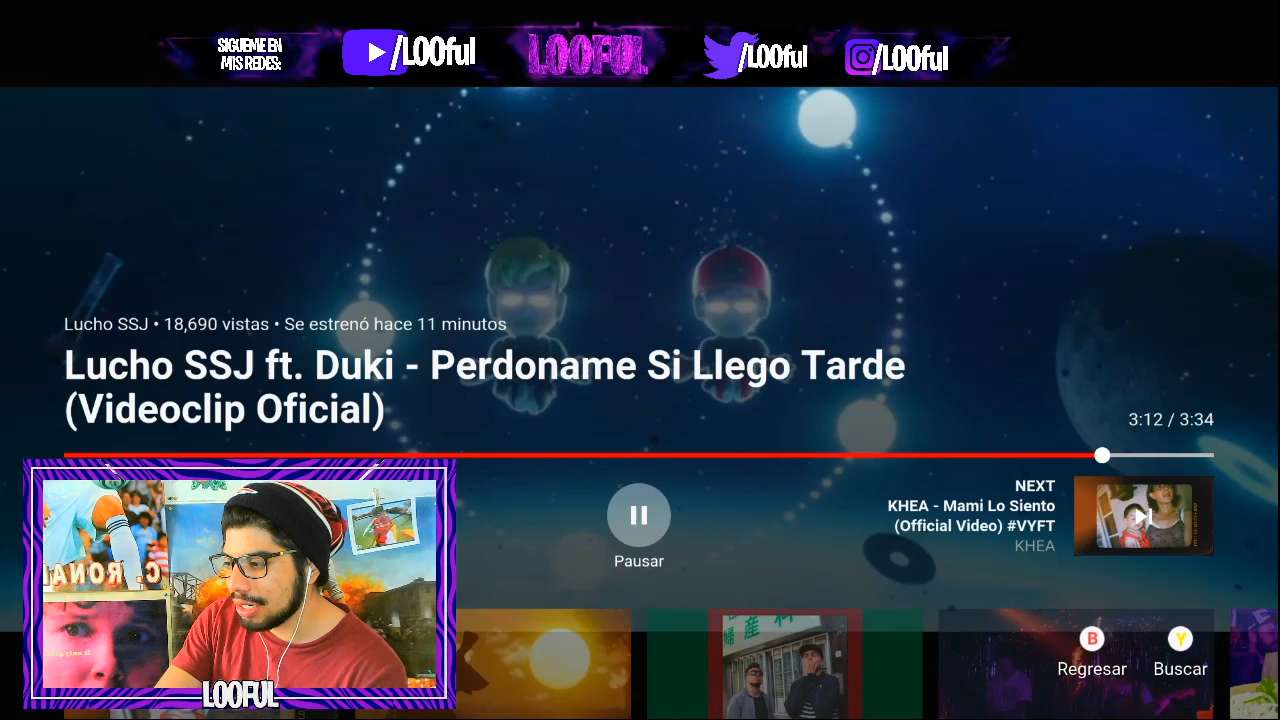 SIGUEME EN
MIS REDES:
/LOOful
LOOFUL
/LOOful
/LOOful
Lucho SSJ • 18,690 vistas • Se estrenó hace 11 minutos
Lucho SSJ ft. Duki - Perdoname Si Llego Tarde
(Videoclip Oficial)
3:12 / 3:34
NEXT
KHEA - Mami Lo Siento
(Official Video) #VYFT
KHEA
Pausar
C. RONAL
B
Y
Regresar
Buscar
LOOFUL